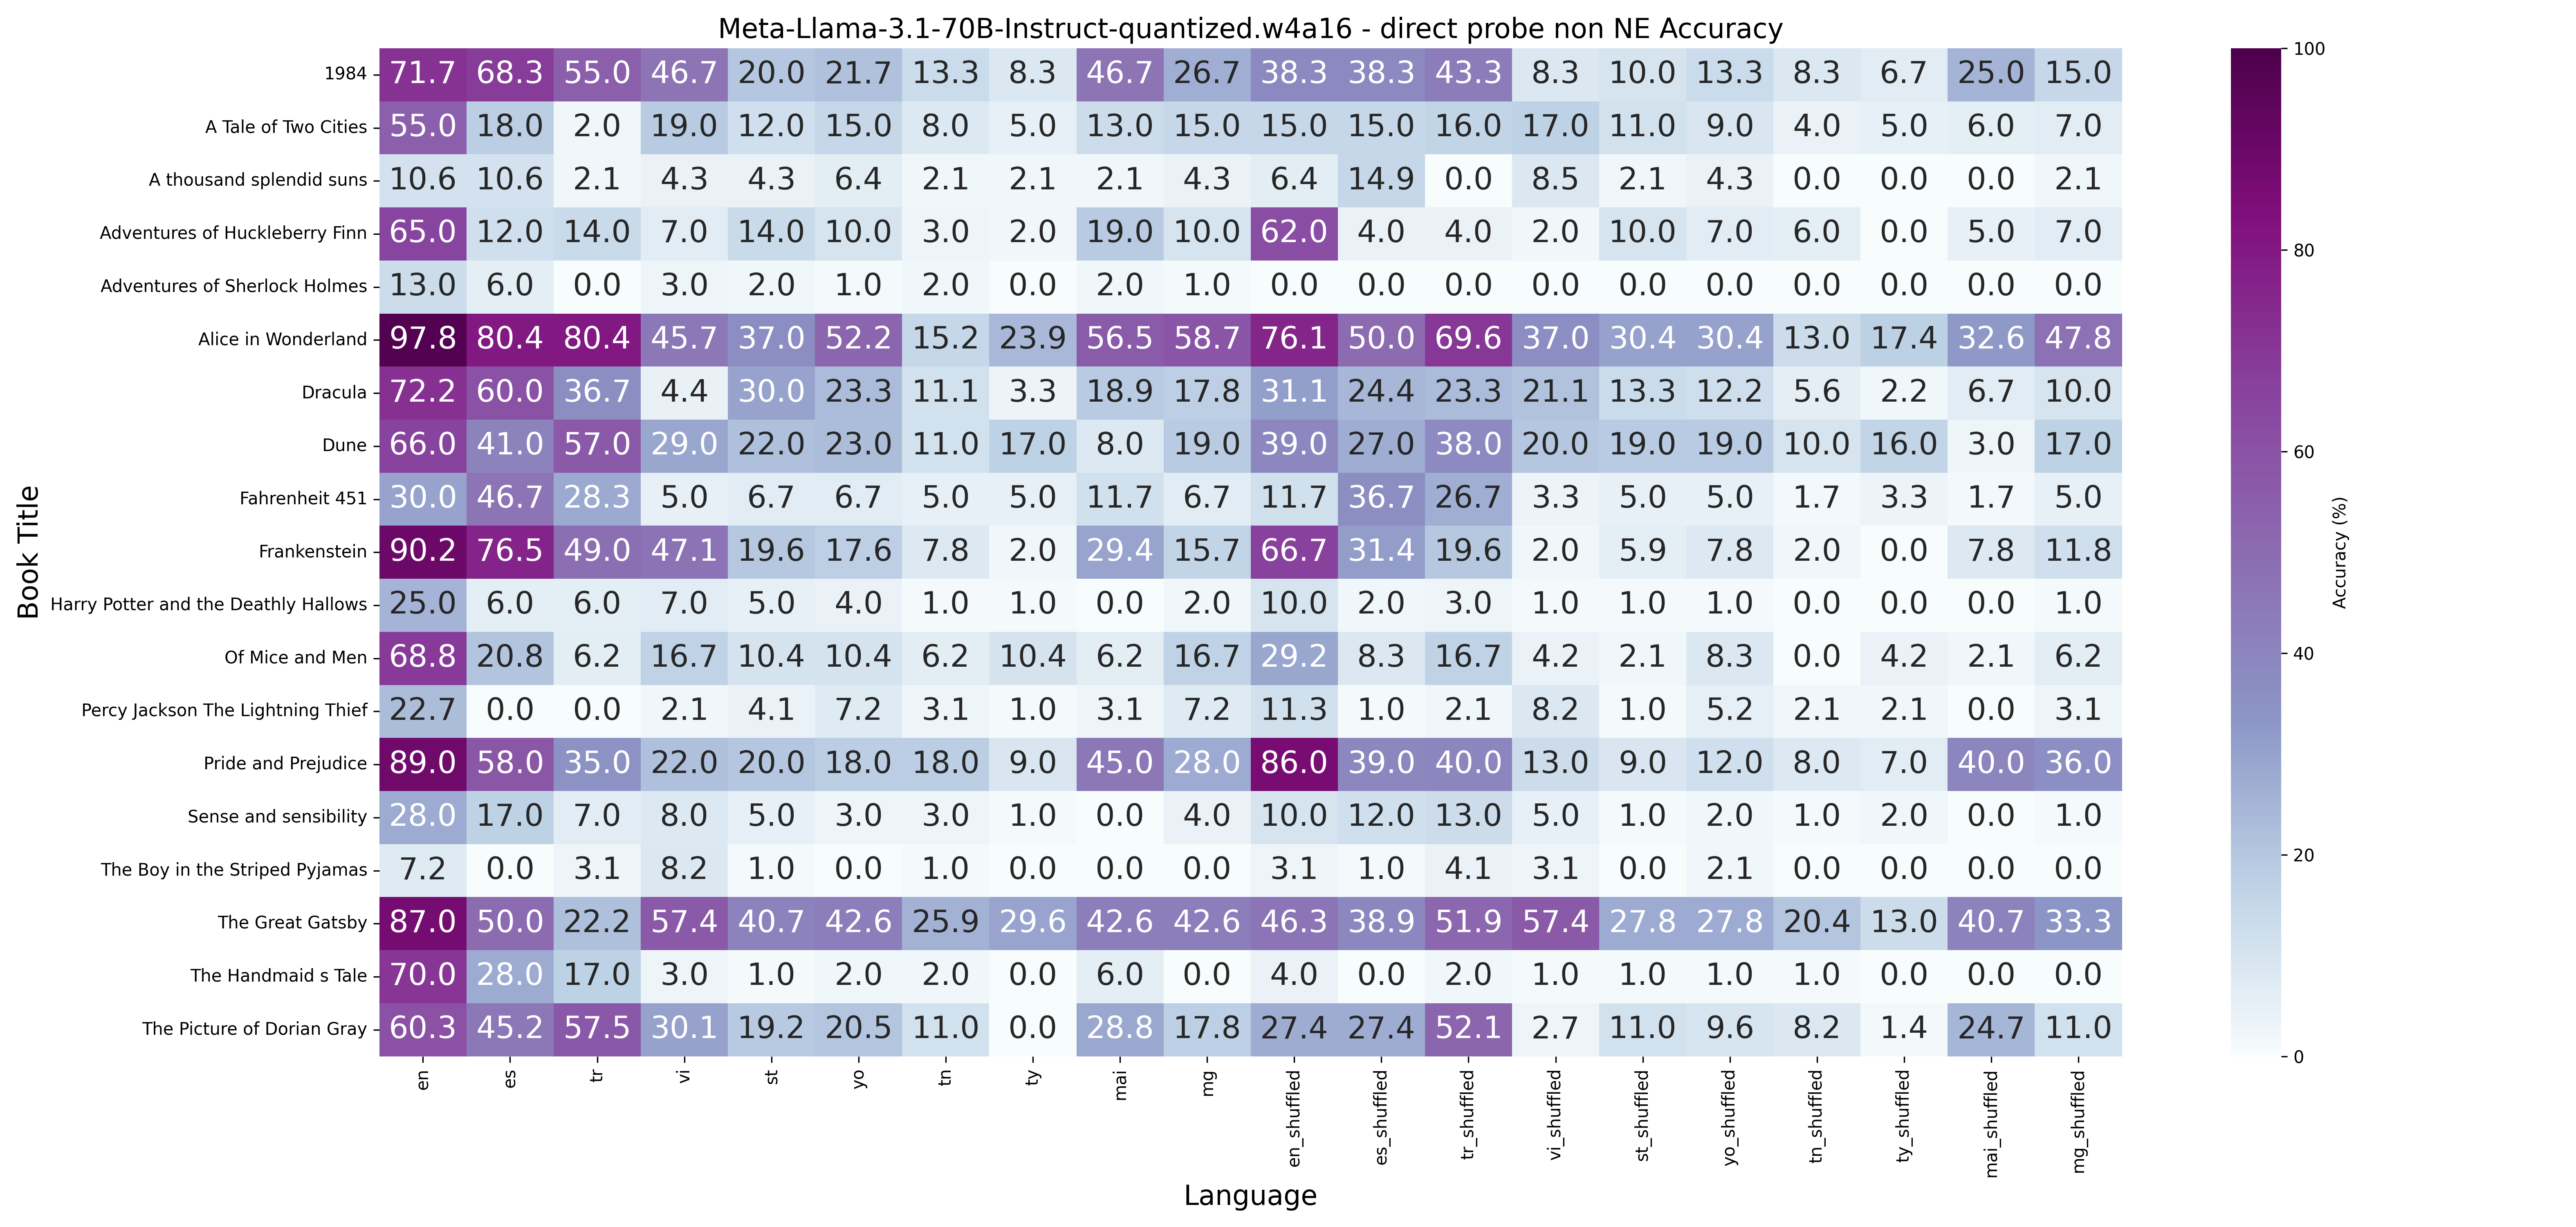 Meta-Llama-3.1-70B-Instruct-quantized.w4a16 - direct probe non NE Accuracy
1984 71.7 68.3 55.0 46.7 20.0 21.7 13.3 8.3 46.7 26.7 38.3 38.3 43.3 8.3 10.0 13.3 8.3 6.7 25.0 15.0
A Tale of Two Cities 55.0 18.0 2.0 19.0 12.0 15.0 8.0 5.0 13.0 15.0 15.0 15.0 16.0 17.0 11.0 9.0 4.0 5.0 6.0 7.0
A thousand splendid suns 10.6 10.6 2.1 4.3 4.3 6.4 2.1 2.1 2.1 4.3 6.4 14.9 0.0 8.5 2.1 4.3 0.0 0.0 0.0 2.1
Adventures of Huckleberry Finn 65.0 12.0 14.0 7.0 14.0 10.0 3.0 2.0 19.0 10.0 62.0 4.0 4.0 2.0 10.0 7.0 6.0 0.0 5.0 7.0
Adventures of Sherlock Holmes 13.0 6.0 0.0 3.0 2.0 1.0 2.0 0.0 2.0 1.0 0.0 0.0 0.0 0.0 0.0 0.0 0.0 0.0 0.0 0.0
Alice in Wonderland 97.8 80.4 80.4 45.7 37.0 52.2 15.2 23.9 56.5 58.7 76.1 50.0 69.6 37.0 30.4 30.4 13.0 17.4 32.6 47.8
Dracula 72.2 60.0 36.7 4.4 30.0 23.3 11.1 3.3 18.9 17.8 31.1 24.4 23.3 21.1 13.3 12.2 5.6 2.2 6.7 10.0
Dune 66.0 41.0 57.0 29.0 22.0 23.0 11.0 17.0 8.0 19.0 39.0 27.0 38.0 20.0 19.0 19.0 10.0 16.0 3.0 17.0
Fahrenheit 451 30.0 46.7 28.3 5.0 6.7 6.7 5.0 5.0 11.7 6.7 11.7 36.7 26.7 3.3 5.0 5.0 1.7 3.3 1.7 5.0
Frankenstein 90.2 76.5 49.0 47.1 19.6 17.6 7.8 2.0 29.4 15.7 66.7 31.4 19.6 2.0 5.9 7.8 2.0 0.0 7.8 11.8
Harry Potter and the Deathly Hallows 25.0 6.0 6.0 7.0 5.0 4.0 1.0 1.0 0.0 2.0 10.0 2.0 3.0 1.0 1.0 1.0 0.0 0.0 0.0 1.0
Of Mice and Men 68.8 20.8 6.2 16.7 10.4 10.4 6.2 10.4 6.2 16.7 29.2 8.3 16.7 4.2 2.1 8.3 0.0 4.2 2.1 6.2
Percy Jackson The Lightning Thief 22.7 0.0 0.0 2.1 4.1 7.2 3.1 1.0 3.1 7.2 11.3 1.0 2.1 8.2 1.0 5.2 2.1 2.1 0.0 3.1
Pride and Prejudice 89.0 58.0 35.0 22.0 20.0 18.0 18.0 9.0 45.0 28.0 86.0 39.0 40.0 13.0 9.0 12.0 8.0 7.0 40.0 36.0
Sense and sensibility 28.0 17.0 7.0 8.0 5.0 3.0 3.0 1.0 0.0 4.0 10.0 12.0 13.0 5.0 1.0 2.0 1.0 2.0 0.0 1.0
The Boy in the Striped Pyjamas 7.2 0.0 3.1 8.2 1.0 0.0 1.0 0.0 0.0 0.0 3.1 1.0 4.1 3.1 0.0 2.1 0.0 0.0 0.0 0.0
The Great Gatsby 87.0 50.0 22.2 57.4 40.7 42.6 25.9 29.6 42.6 42.6 46.3 38.9 51.9 57.4 27.8 27.8 20.4 13.0 40.7 33.3
The Handmaid s Tale 70.0 28.0 17.0 3.0 1.0 2.0 2.0 0.0 6.0 0.0 4.0 0.0 2.0 1.0 1.0 1.0 1.0 0.0 0.0 0.0
The Picture of Dorian Gray 60.3 45.2 57.5 30.1 19.2 20.5 11.0 0.0 28.8 17.8 27.4 27.4 52.1 2.7 11.0 9.6 8.2 1.4 24.7 11.0
en es tr vi st yo tn ty mai mg en_shuffled es_shuffled tr_shuffled vi_shuffled st_shuffled yo_shuffled tn_shuffled ty_shuffled mai_shuffled mg_shuffled
Language
Book Title
100
80
60
40
20
0
Accuracy (%)